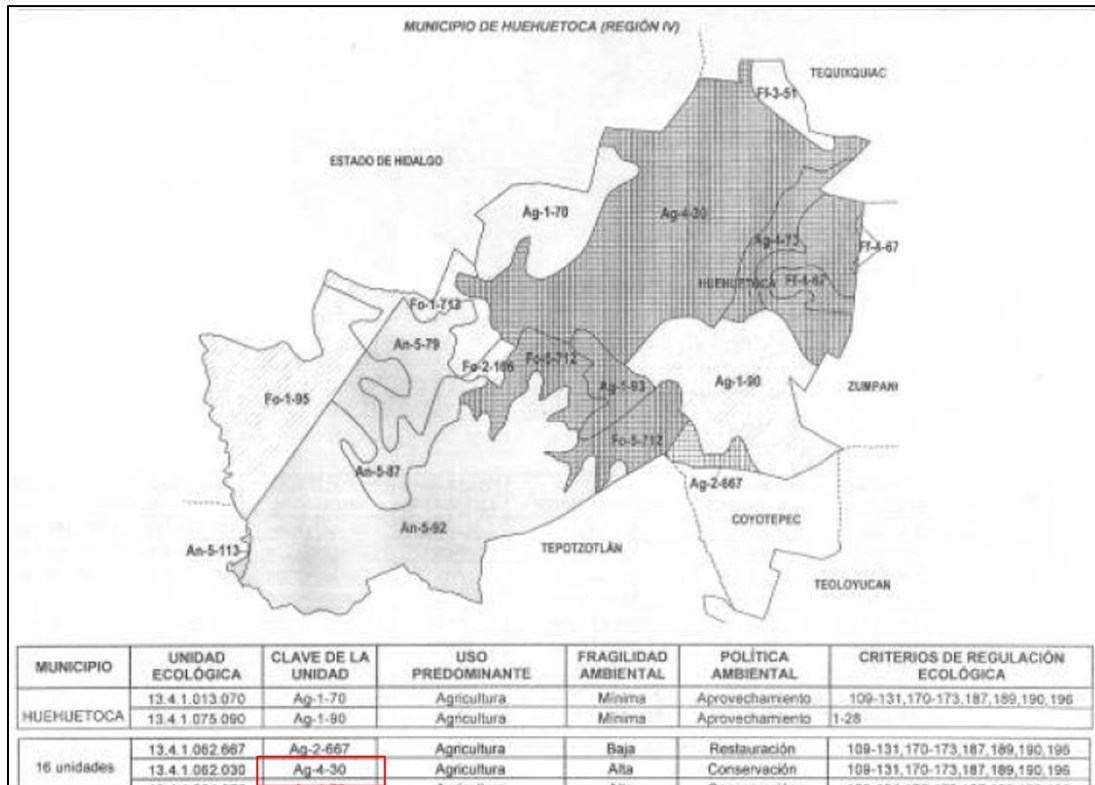 MUNICIPIO DE HUEHUETOCA (REGIÓN IV)
TEQUIXQUIAC
Ff-3-51
ESTADO DE HIDALGO
Ag-1-70
Ag-4-30
Ag-4-73
Ff-4-67
HUEHUETOCA
Ff-4-67
Fo-1-713
An-5-79
Fo-2-166
Fo-5-712
Ag-1-93
Ag-1-90
ZUMPAN
Fo-1-95
Fo-5-712
An-5-87
Ag-2-667
An-5-92
COYOTEPEC
An-5-113
TEPOTZOTLÁN
TEOLOYUCAN
MUNICIPIO UNIDAD ECOLÓGICA CLAVE DE LA UNIDAD USO PREDOMINANTE FRAGILIDAD AMBIENTAL POLÍTICA AMBIENTAL CRITERIOS DE REGULACIÓN ECOLÓGICA
HUEHUETOCA 13.4.1.013.070 Ag-1-70 Agricultura Mínima Aprovechamiento 109-131,170-173,187,189,190,196
13.4.1.075.090 Ag-1-90 Agricultura Mínima Aprovechamiento 1-28
16 unidades 13.4.1.062.667 Ag-2-667 Agricultura Baja Restauración 109-131,170-173,187,189,190,196
13.4.1.062.030 Ag-4-30 Agricultura Alta Conservación 109-131,170-173,187,189,190,196